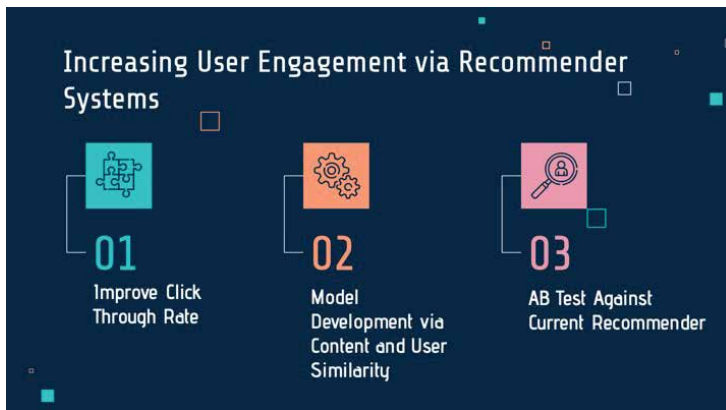 Increasing User Engagement via Recommender
Systems
01
Improve Click
Through Rate
02
Model
Development via
Content and User
Similarity
03
AB Test Against
Current Recommender